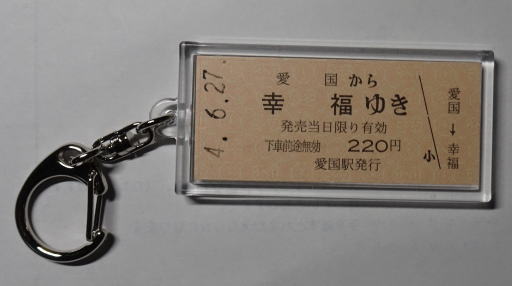 4.-6.27.
愛国から
幸福ゆき
発売当日限り有効
下車前途無効 220円
愛国駅発行
小
愛国→幸福